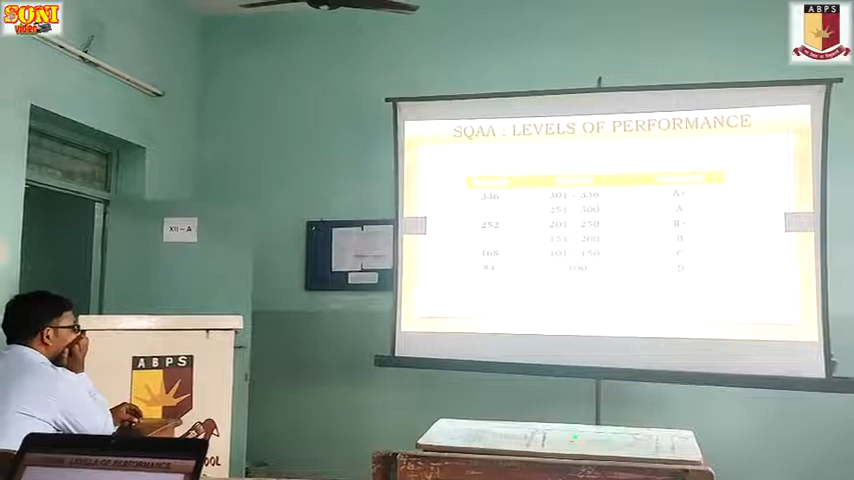 SONI
video
ABPS
SQAA : LEVELS OF PERFORMANCE
336 301 - 336 A+
251 - 300 A
252 201 - 250 B+
151 - 200 B
168 101 - 150 C
84 100 D
XII - A
ABPS
OOL
LEVELS OF PERFORMANCE